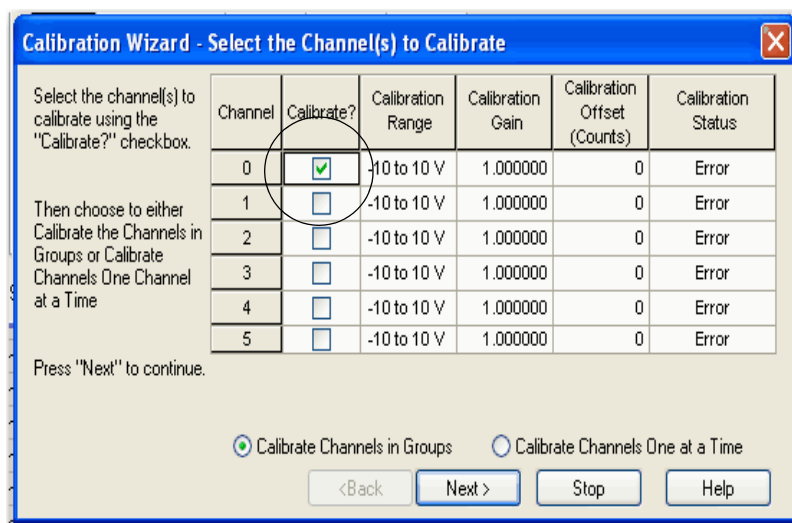 Calibration Wizard - Select the Channel(s) to Calibrate
Select the channel(s) to
calibrate using the
"Calibrate?" checkbox.
Then choose to either
Calibrate the Channels in
Groups or Calibrate
Channels One Channel
at a Time
Press "Next" to continue.
Channel Calibrate? Calibration Range Calibration Gain Calibration Offset (Counts) Calibration Status
0 -10 to 10 V 1.000000 0 Error
1 -10 to 10 V 1.000000 0 Error
2 -10 to 10 V 1.000000 0 Error
3 -10 to 10 V 1.000000 0 Error
4 -10 to 10 V 1.000000 0 Error
5 -10 to 10 V 1.000000 0 Error
Calibrate Channels in Groups Calibrate Channels One at a Time
<Back Next > Stop Help